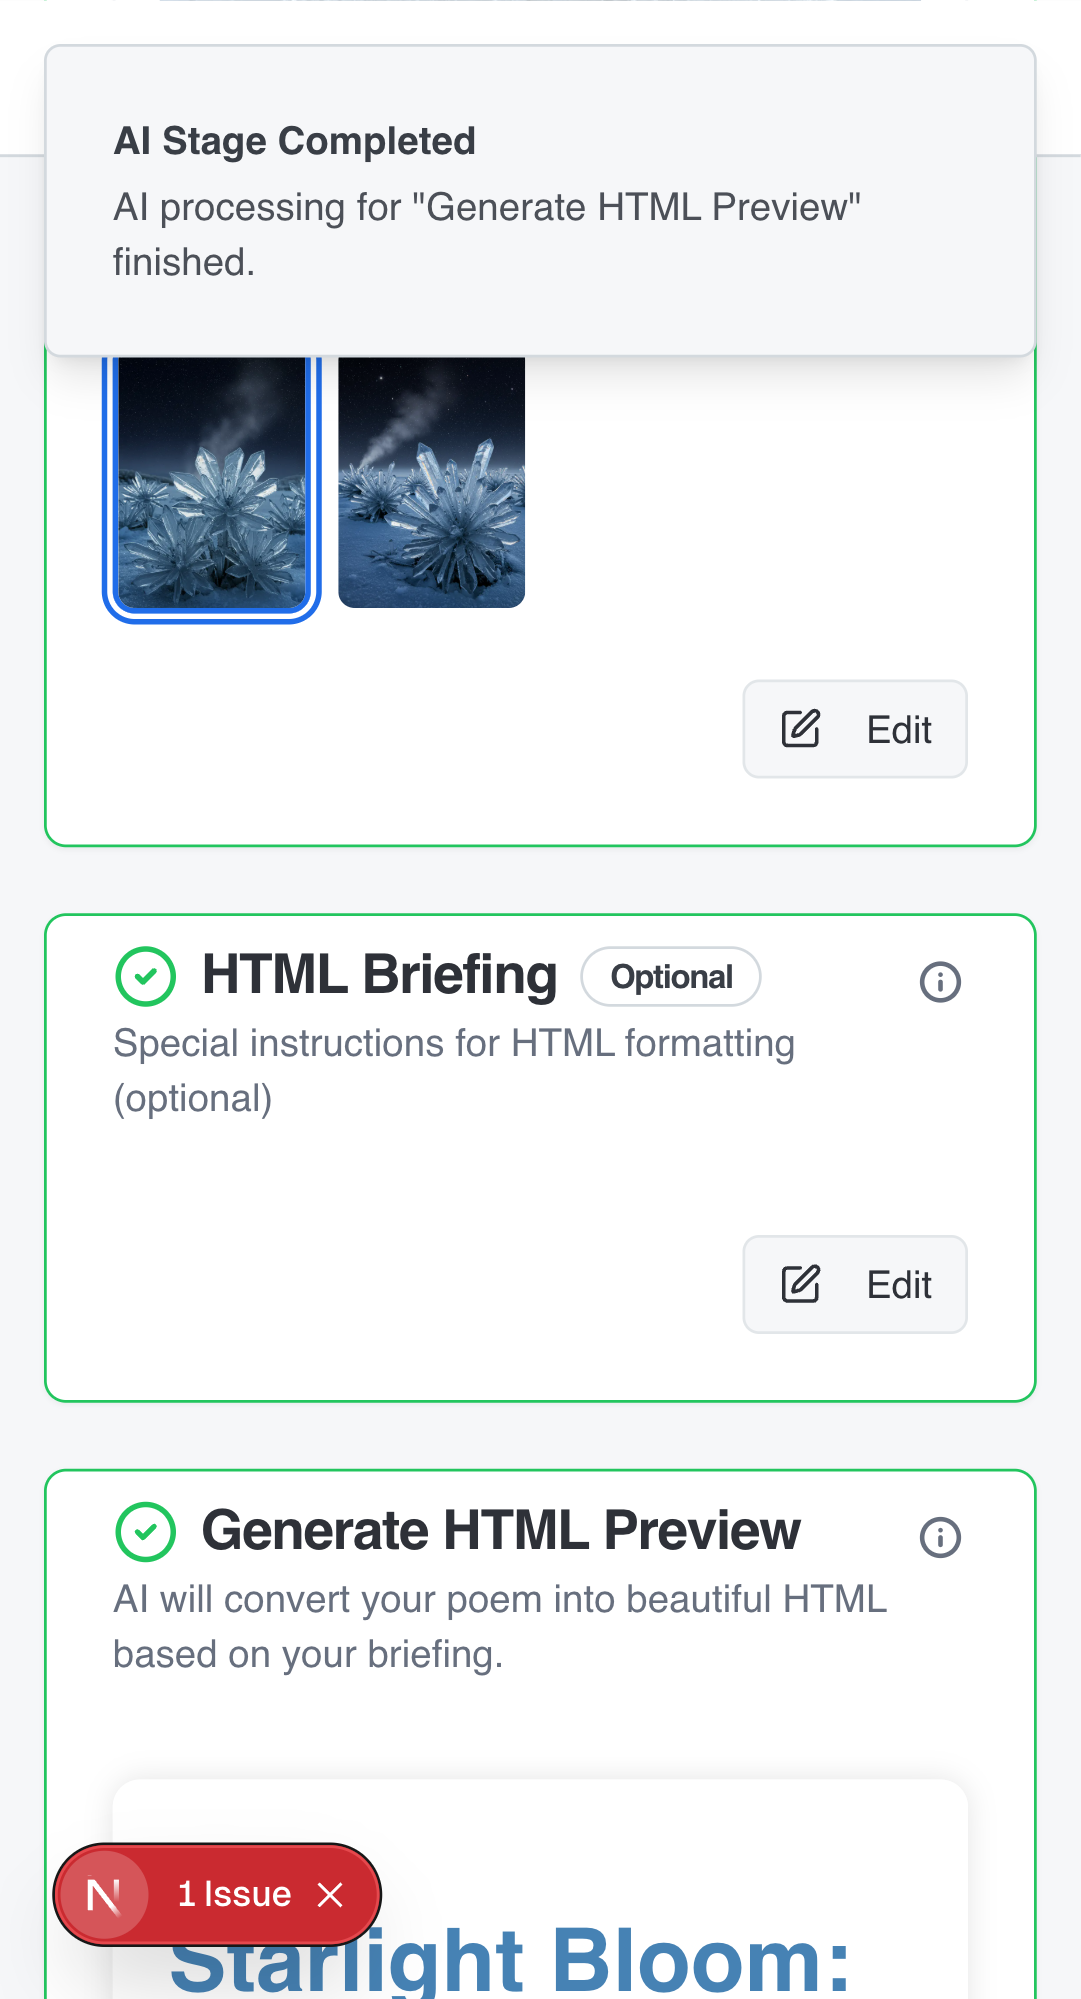 AI Stage Completed
AI processing for "Generate HTML Preview"
finished.
Edit
HTML Briefing
Optional
Special instructions for HTML formatting
(optional)
Edit
Generate HTML Preview
AI will convert your poem into beautiful HTML
based on your briefing.
N
1 Issue
Starlight Bloom: